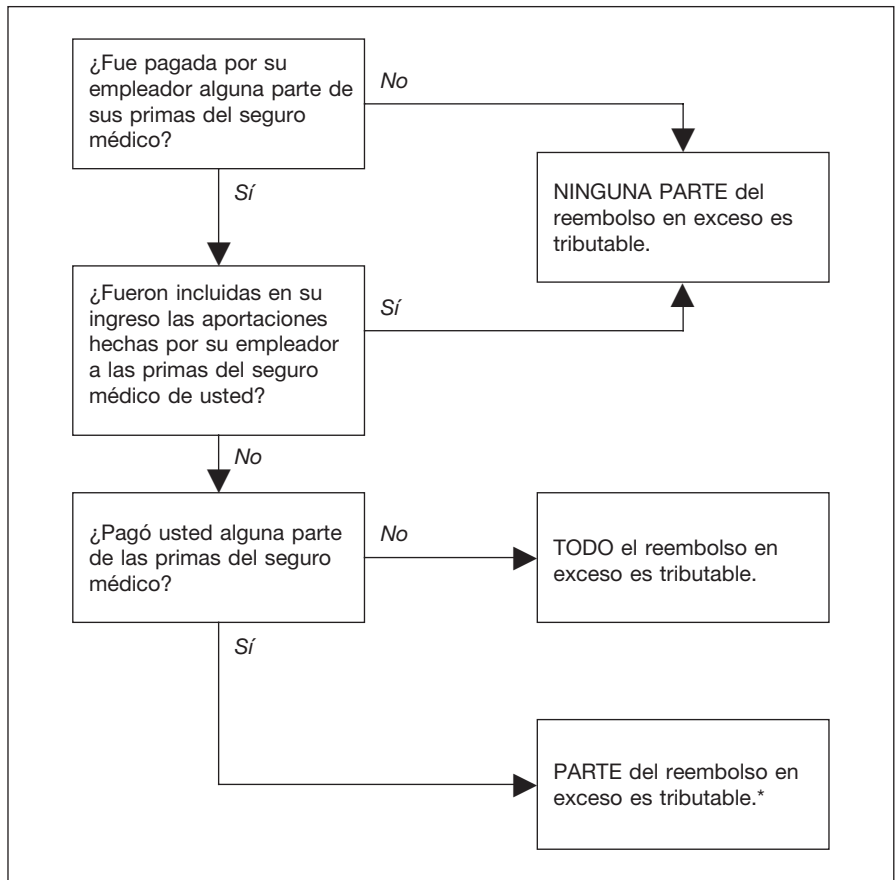 ¿Fue pagada por su
empleador alguna parte de
sus primas del seguro
médico?
No
Sí
NINGUNA PARTE del
reembolso en exceso es
tributable.
¿Fueron incluidas en su
ingreso las aportaciones
hechas por su empleador
a las primas del seguro
médico de usted?
Sí
No
¿Pagó usted alguna parte
de las primas del seguro
médico?
No
TODO el reembolso en
exceso es tributable.
Sí
PARTE del reembolso en
exceso es tributable.*